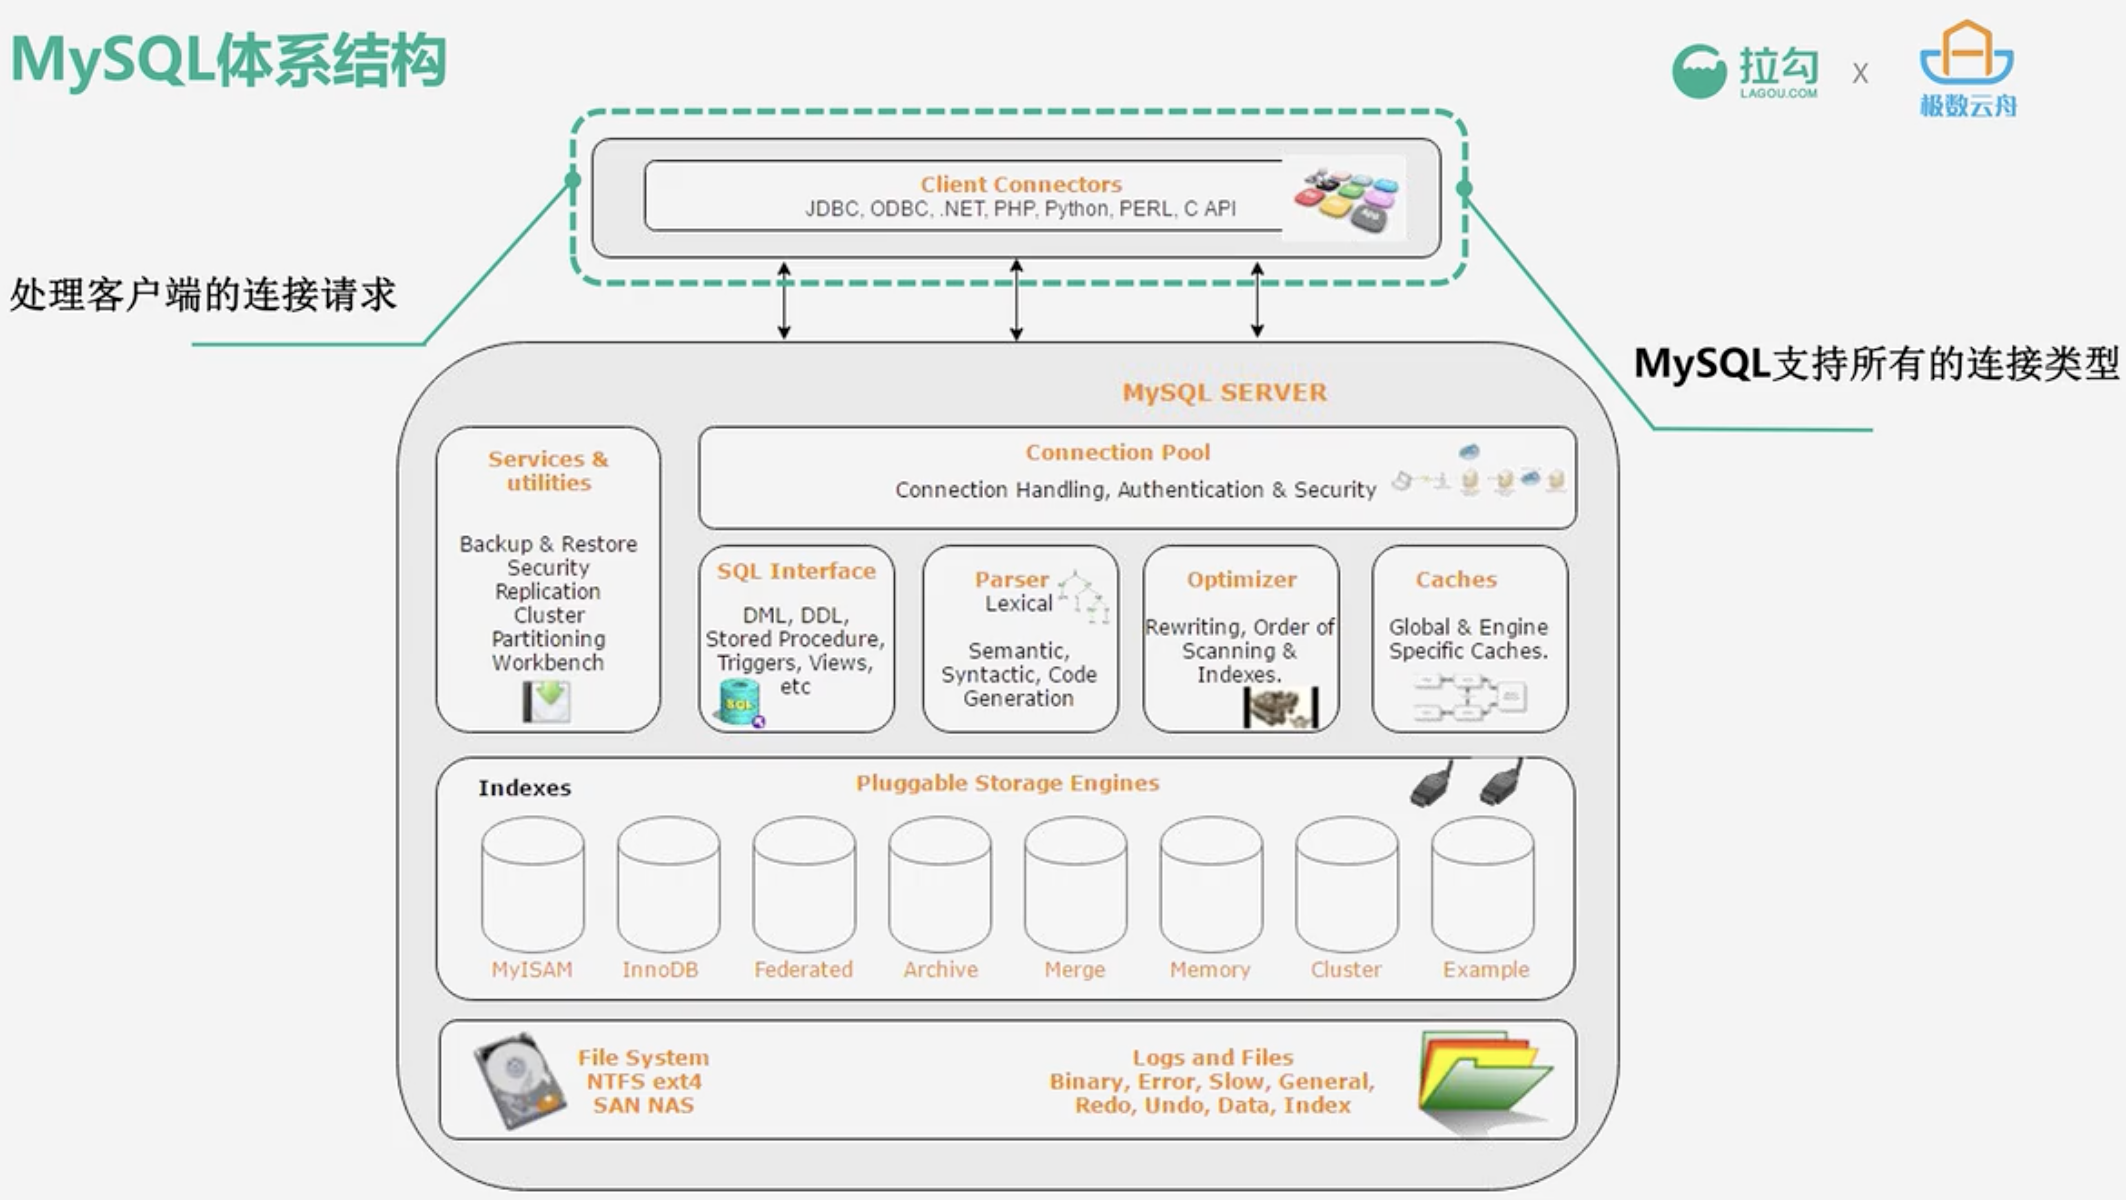 MySQL体系结构
拉勾
LAGOU.COM
X
极数云舟
Client Connectors
JDBC, ODBC, .NET, PHP, Python, PERL, C API
处理客户端的连接请求
MySQL支持所有的连接类型
MySQL SERVER
Services &
utilities
Backup & Restore
Security
Replication
Cluster
Partitioning
Workbench
Connection Pool
Connection Handling, Authentication & Security
SQL Interface
DML, DDL,
Stored Procedure,
Triggers, Views,
etc
SQL
Parser
Lexical
Semantic,
Syntactic, Code
Generation
Optimizer
Rewriting, Order of
Scanning &
Indexes.
Caches
Global & Engine
Specific Caches.
Indexes
Pluggable Storage Engines
MyISAM
InnoDB
Federated
Archive
Merge
Memory
Cluster
Example
File System
NTFS ext4
SAN NAS
Logs and Files
Binary, Error, Slow, General,
Redo, Undo, Data, Index